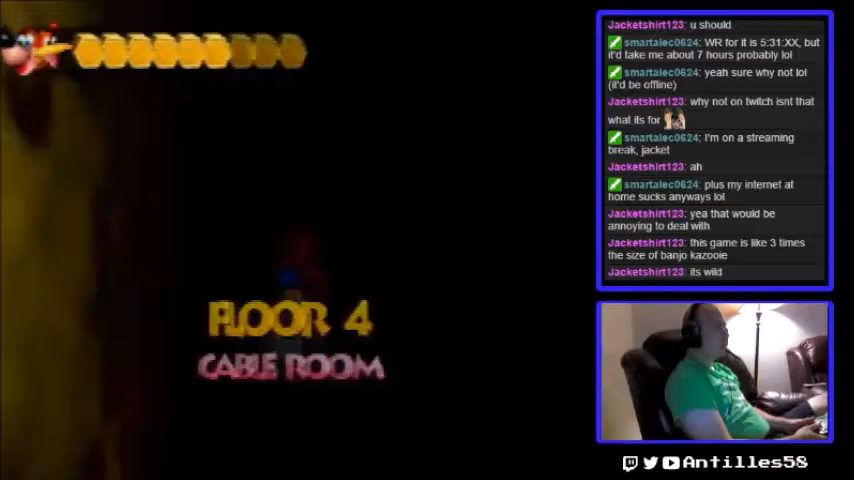 FLOOR 4
CABLE ROOM
Jacketshirt123: u should
smartalec0624: WR for it is 5:31:XX, but
it'd take me about 7 hours probably lol
smartalec0624: yeah sure why not lol
(it'd be offline)
Jacketshirt123: why not on twitch isnt that
what its for
smartalec0624: I'm on a streaming
break, jacket
Jacketshirt123: ah
smartalec0624: plus my internet at
home sucks anyways lol
Jacketshirt123: yea that would be
annoying to deal with
Jacketshirt123: this game is like 3 times
the size of banjo kazooie
Jacketshirt123: its wild
Antilles58